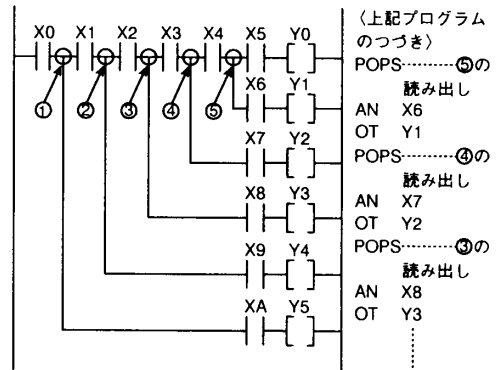 X0 X1 X2 X3 X4 X5 Y0
① ② ③ ④ ⑤
X6 Y1
X7 Y2
X8 Y3
X9 Y4
XA Y5
〈上記プログラム
のつづき〉
POPS………⑤の
読み出し
AN X6
OT Y1
POPS………④の
読み出し
AN X7
OT Y2
POPS………③の
読み出し
AN X8
OT Y3